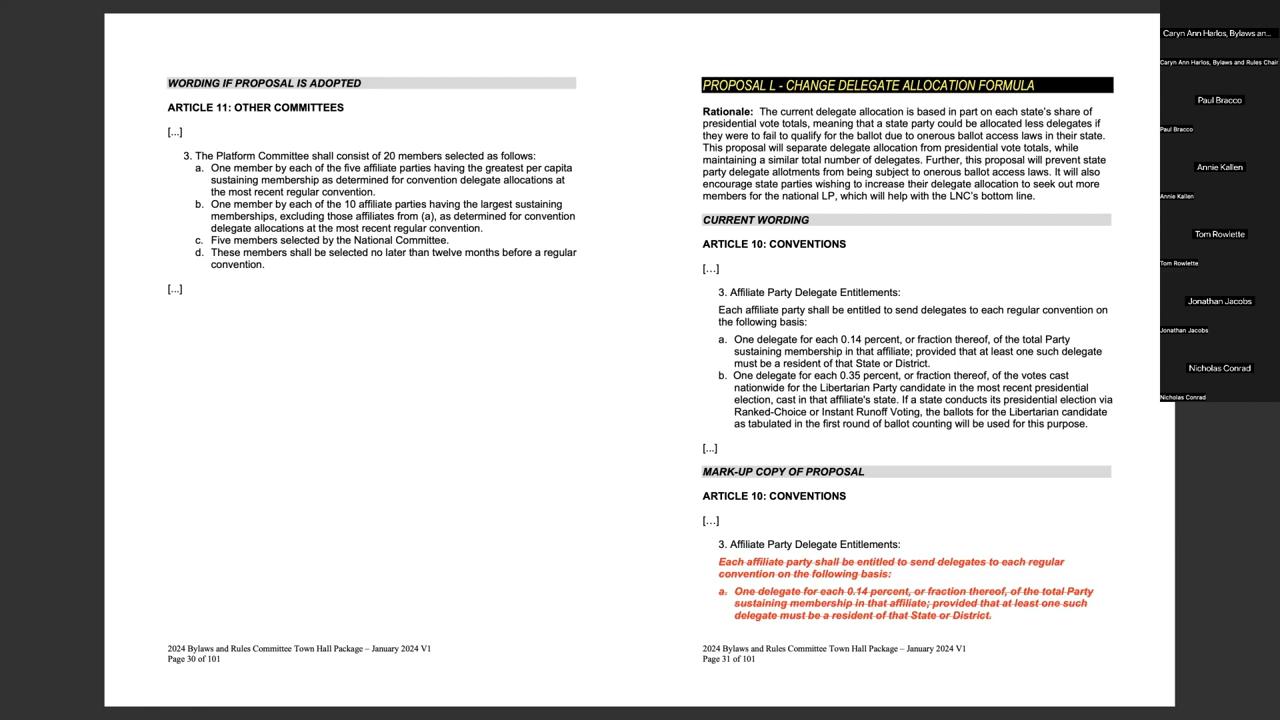 WORDING IF PROPOSAL IS ADOPTED
ARTICLE 11: OTHER COMMITTEES
[...]
3. The Platform Committee shall consist of 20 members selected as follows:
a. One member by each of the five affiliate parties having the greatest per capita
sustaining membership as determined for convention delegate allocations at
the most recent regular convention.
b. One member by each of the 10 affiliate parties having the largest sustaining
memberships, excluding those affiliates from (a), as determined for convention
delegate allocations at the most recent regular convention.
c. Five members selected by the National Committee.
d. These members shall be selected no later than twelve months before a regular
convention.
[...]
2024 Bylaws and Rules Committee Town Hall Package – January 2024 V1
Page 30 of 101
PROPOSAL L - CHANGE DELEGATE ALLOCATION FORMULA
Rationale: The current delegate allocation is based in part on each state's share of
presidential vote totals, meaning that a state party could be allocated less delegates if
they were to fail to qualify for the ballot due to onerous ballot access laws in their state.
This proposal will separate delegate allocation from presidential vote totals, while
maintaining a similar total number of delegates. Further, this proposal will prevent state
party delegate allotments from being subject to onerous ballot access laws. It will also
encourage state parties wishing to increase their delegate allocation to seek out more
members for the national LP, which will help with the LNC's bottom line.
CURRENT WORDING
ARTICLE 10: CONVENTIONS
[…]
3. Affiliate Party Delegate Entitlements:
Each affiliate party shall be entitled to send delegates to each regular convention on
the following basis:
a. One delegate for each 0.14 percent, or fraction thereof, of the total Party
sustaining membership in that affiliate; provided that at least one such delegate
must be a resident of that State or District.
b. One delegate for each 0.35 percent, or fraction thereof, of the votes cast
nationwide for the Libertarian Party candidate in the most recent presidential
election, cast in that affiliate's state. If a state conducts its presidential election via
Ranked-Choice or Instant Runoff Voting, the ballots for the Libertarian candidate
as tabulated in the first round of ballot counting will be used for this purpose.
[...]
MARK-UP COPY OF PROPOSAL
ARTICLE 10: CONVENTIONS
[…]
3. Affiliate Party Delegate Entitlements:
Each affiliate party shall be entitled to send delegates to each regular
convention on the following basis:
a. One delegate for each 0.14 percent, or fraction thereof, of the total Party
sustaining membership in that affiliate; provided that at least one such
delegate must be a resident of that State or District.
2024 Bylaws and Rules Committee Town Hall Package – January 2024 V1
Page 31 of 101
Caryn Ann Harlos, Bylaws an...
Caryn Ann Harlos, Bylaws and Rules Chair
Paul Bracco
Paul Bracco
Annie Kallen
Annie Kallen
Tom Rowlette
Tom Rowlette
Jonathan Jacobs
Jonathan Jacobs
Nicholas Conrad
Nicholas Conrad